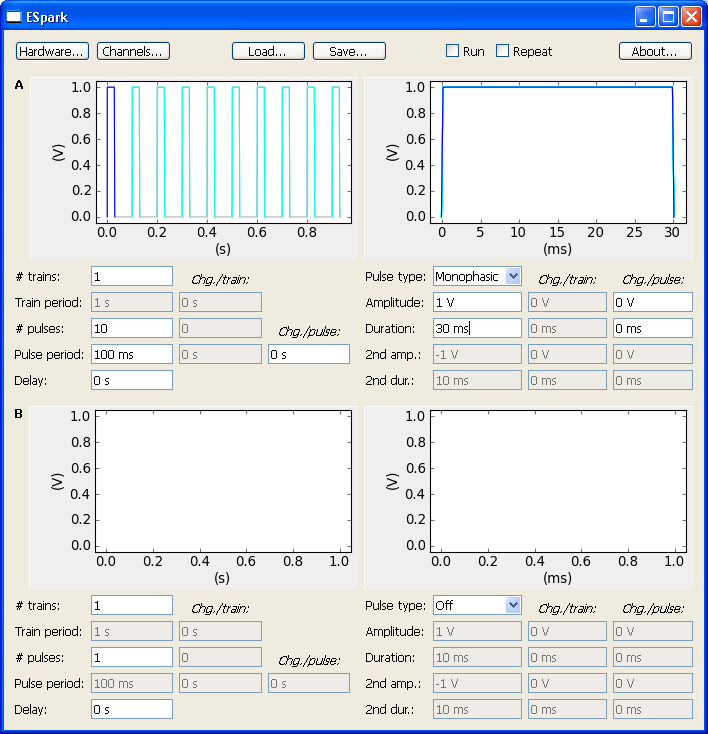 ESpark
Hardware... Channels... Load... Save... Run Repeat About...
A
1.0 0.8 0.6 0.4 0.2 0.0
(V)
0.0 0.2 0.4 0.6 0.8
(s)
1.0 0.8 0.6 0.4 0.2 0.0
(V)
0 5 10 15 20 25 30
(ms)
# trains: 1 Chg./train:
Train period: 1 s 0 s
# pulses: 10 0 Chg./pulse:
Pulse period: 100 ms 0 s 0 s
Delay: 0 s
Pulse type: Monophasic Chg./train: Chg./pulse:
Amplitude: 1 V 0 V 0 V
Duration: 30 ms 0 ms 0 ms
2nd amp.: -1 V 0 V 0 V
2nd dur.: 10 ms 0 ms 0 ms
B
1.0 0.8 0.6 0.4 0.2 0.0
(V)
0.0 0.2 0.4 0.6 0.8 1.0
(s)
1.0 0.8 0.6 0.4 0.2 0.0
(V)
0.0 0.2 0.4 0.6 0.8 1.0
(ms)
# trains: 1 Chg./train:
Train period: 1 s 0 s
# pulses: 1 0 Chg./pulse:
Pulse period: 100 ms 0 s 0 s
Delay: 0 s
Pulse type: Off Chg./train: Chg./pulse:
Amplitude: 1 V 0 V 0 V
Duration: 10 ms 0 ms 0 ms
2nd amp.: -1 V 0 V 0 V
2nd dur.: 10 ms 0 ms 0 ms